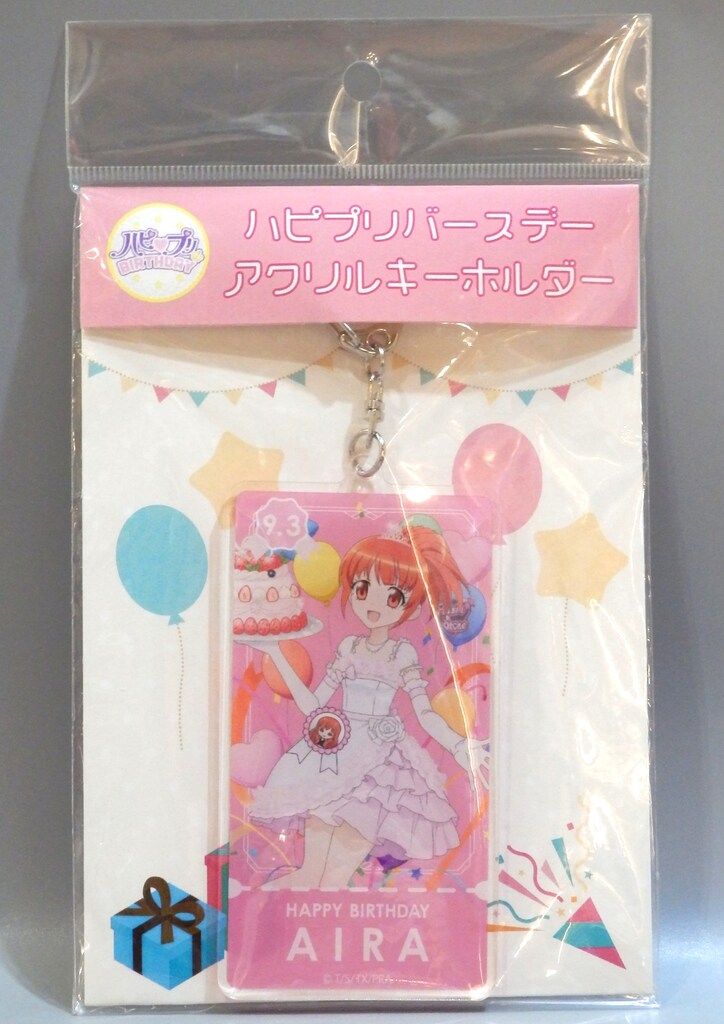 ハピ♥プリ
BIRTHDAY
ハピプリバースデー
アクリルキーホルダー
9.3
HAPPY BIRTHDAY
AIRA